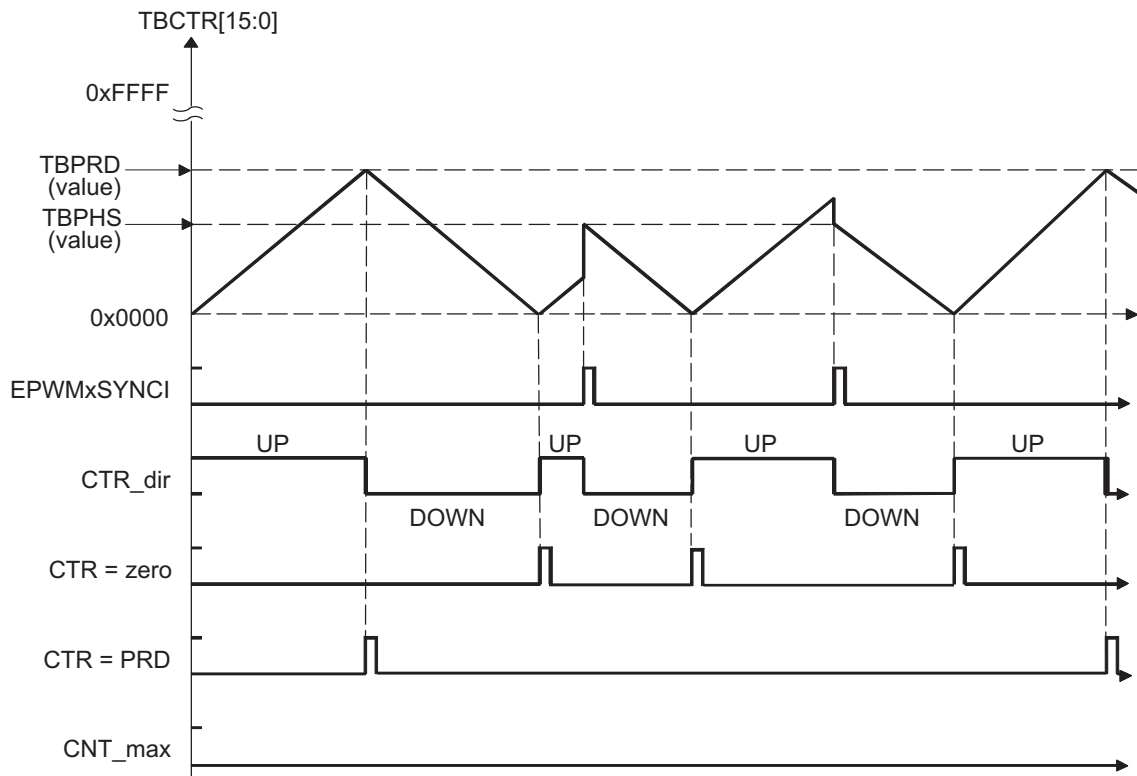 TBCTR[15:0]
0xFFFF
TBPRD
(value)
TBPHS
(value)
0x0000
EPWMxSYNCI
UP
UP
UP
UP
CTR_dir
DOWN
DOWN
DOWN
CTR = zero
CTR = PRD
CNT_max